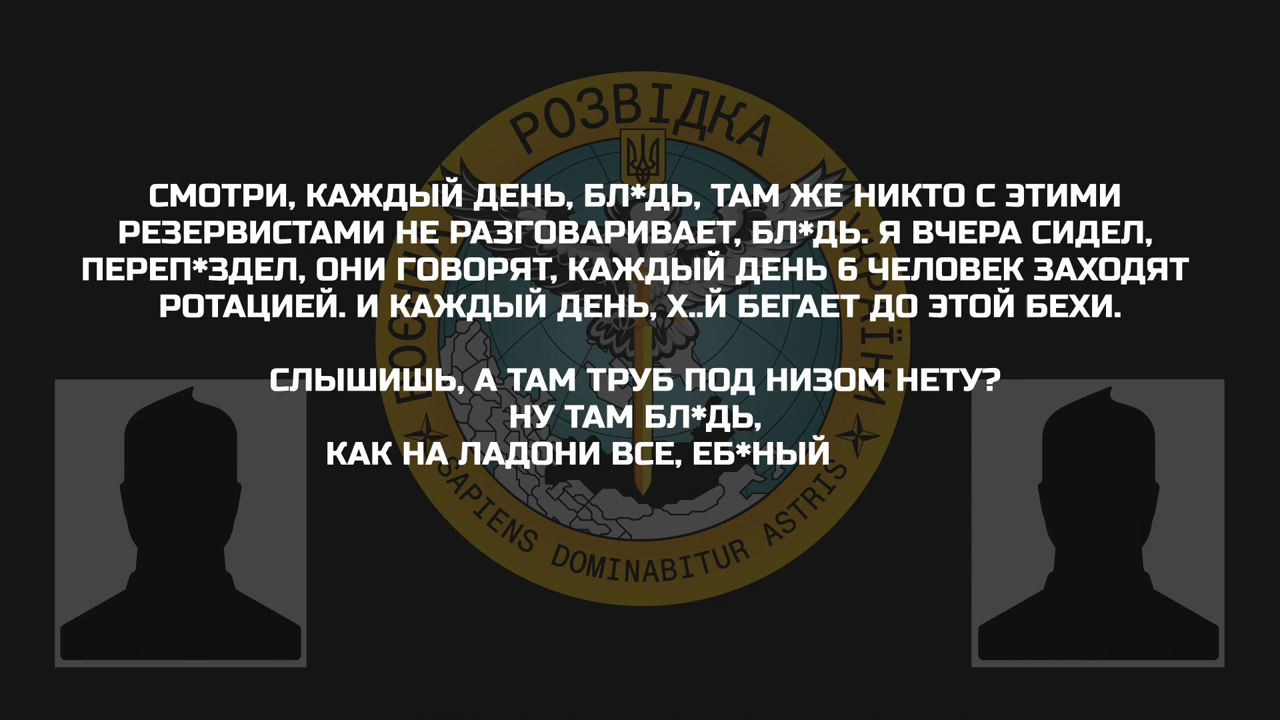 ВОЄННА РОЗВІДКА УКРАЇНИ
СМОТРИ, КАЖДЫЙ ДЕНЬ, БЛ*ДЬ, ТАМ ЖЕ НИКТО С ЭТИМИ
РЕЗЕРВИСТАМИ НЕ РАЗГОВАРИВАЕТ, БЛ*ДЬ. Я ВЧЕРА СИДЕЛ,
ПЕРЕП*ЗДЕЛ, ОНИ ГОВОРЯТ, КАЖДЫЙ ДЕНЬ 6 ЧЕЛОВЕК ЗАХОДЯТ
РОТАЦИЕЙ. И КАЖДЫЙ ДЕНЬ, Х..Й БЕГАЕТ ДО ЭТОЙ БЕХИ.
СЛЫШИШЬ, А ТАМ ТРУБ ПОД НИЗОМ НЕТУ?
НУ ТАМ БЛ*ДЬ,
КАК НА ЛАДОНИ ВСЕ, ЕБ*НЫЙ
SAPIENS DOMINABITUR ASTRIS